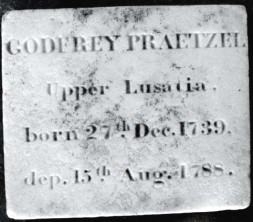 GODFREY PRAETZEL
Upper Lusatia.
born 27th Dec. 1739.
dep. 15th Aug. 1788.